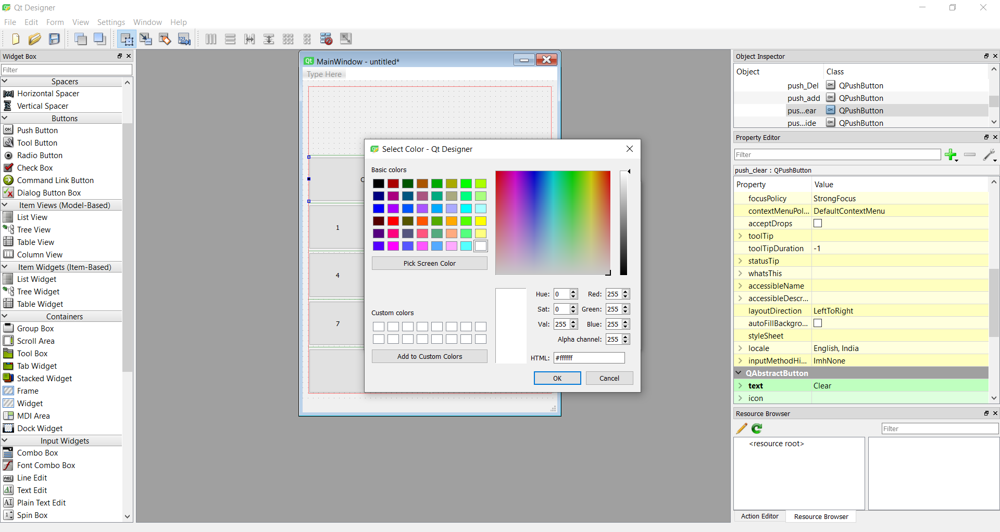 Qt Designer
File Edit Form View Settings Window Help
Widget Box
Filter
Spacers
Horizontal Spacer
Vertical Spacer
Buttons
Push Button
Tool Button
Radio Button
Check Box
Command Link Button
Dialog Button Box
Item Views (Model-Based)
List View
Tree View
Table View
Column View
Item Widgets (Item-Based)
List Widget
Tree Widget
Table Widget
Containers
Group Box
Scroll Area
Tool Box
Tab Widget
Stacked Widget
Frame
Widget
MDI Area
Dock Widget
Input Widgets
Combo Box
Font Combo Box
Line Edit
Text Edit
Plain Text Edit
Spin Box
MainWindow - untitled*
Type Here
1
4
7
Select Color - Qt Designer
Basic colors
Pick Screen Color
Custom colors
Add to Custom Colors
Hue: 0 Red: 255
Sat: 0 Green: 255
Val: 255 Blue: 255
Alpha channel: 255
HTML: #ffffff
OK Cancel
Object Inspector
Object Class
push_Del QPushButton
push_add QPushButton
pus...ear QPushButton
pus...ide QPushButton
Property Editor
Filter
push_clear : QPushButton
Property Value
focusPolicy StrongFocus
contextMenuPol... DefaultContextMenu
acceptDrops
toolTip
toolTipDuration -1
statusTip
whatsThis
accessibleName
accessibleDescr...
layoutDirection LeftToRight
autoFillBackgro...
styleSheet
locale English, India
inputMethodHi... ImhNone
QAbstractButton
text Clear
icon
Resource Browser
Filter
<resource root>
Action Editor Resource Browser